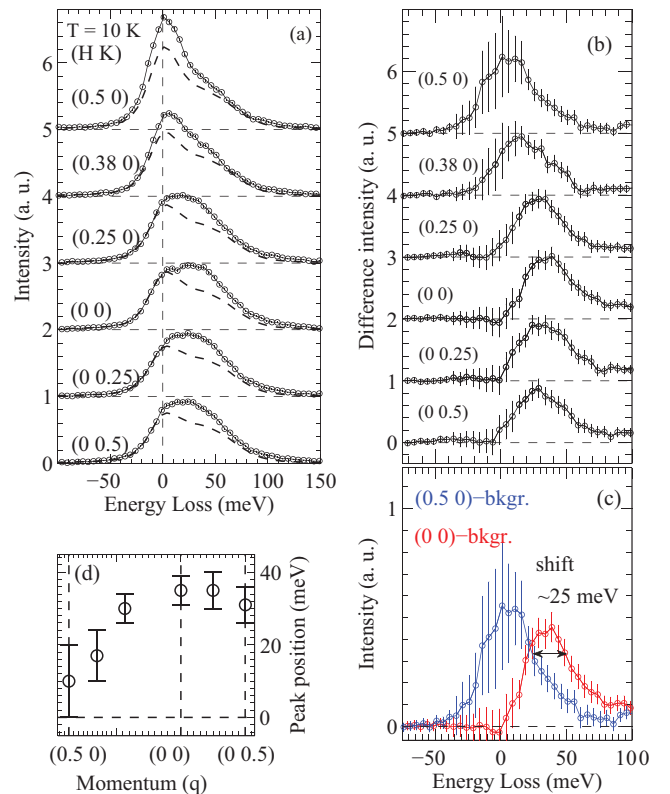 T = 10 K
(H K)
(a)
(0.5 0)
(0.38 0)
(0.25 0)
(0 0)
(0 0.25)
(0 0.5)
0
1
2
3
4
5
6
Intensity (a. u.)
−50
0
50
100
150
Energy Loss (meV)
(b)
(0.5 0)
(0.38 0)
(0.25 0)
(0 0)
(0 0.25)
(0 0.5)
0
1
2
3
4
5
6
Difference intensity (a. u.)
(c)
(0.5 0)−bkgr.
(0 0)−bkgr.
shift
~25 meV
0
1
Intensity (a. u.)
−50
0
50
100
Energy Loss (meV)
(d)
40
20
0
Peak position (meV)
(0.5 0)
(0 0)
(0 0.5)
Momentum (q)